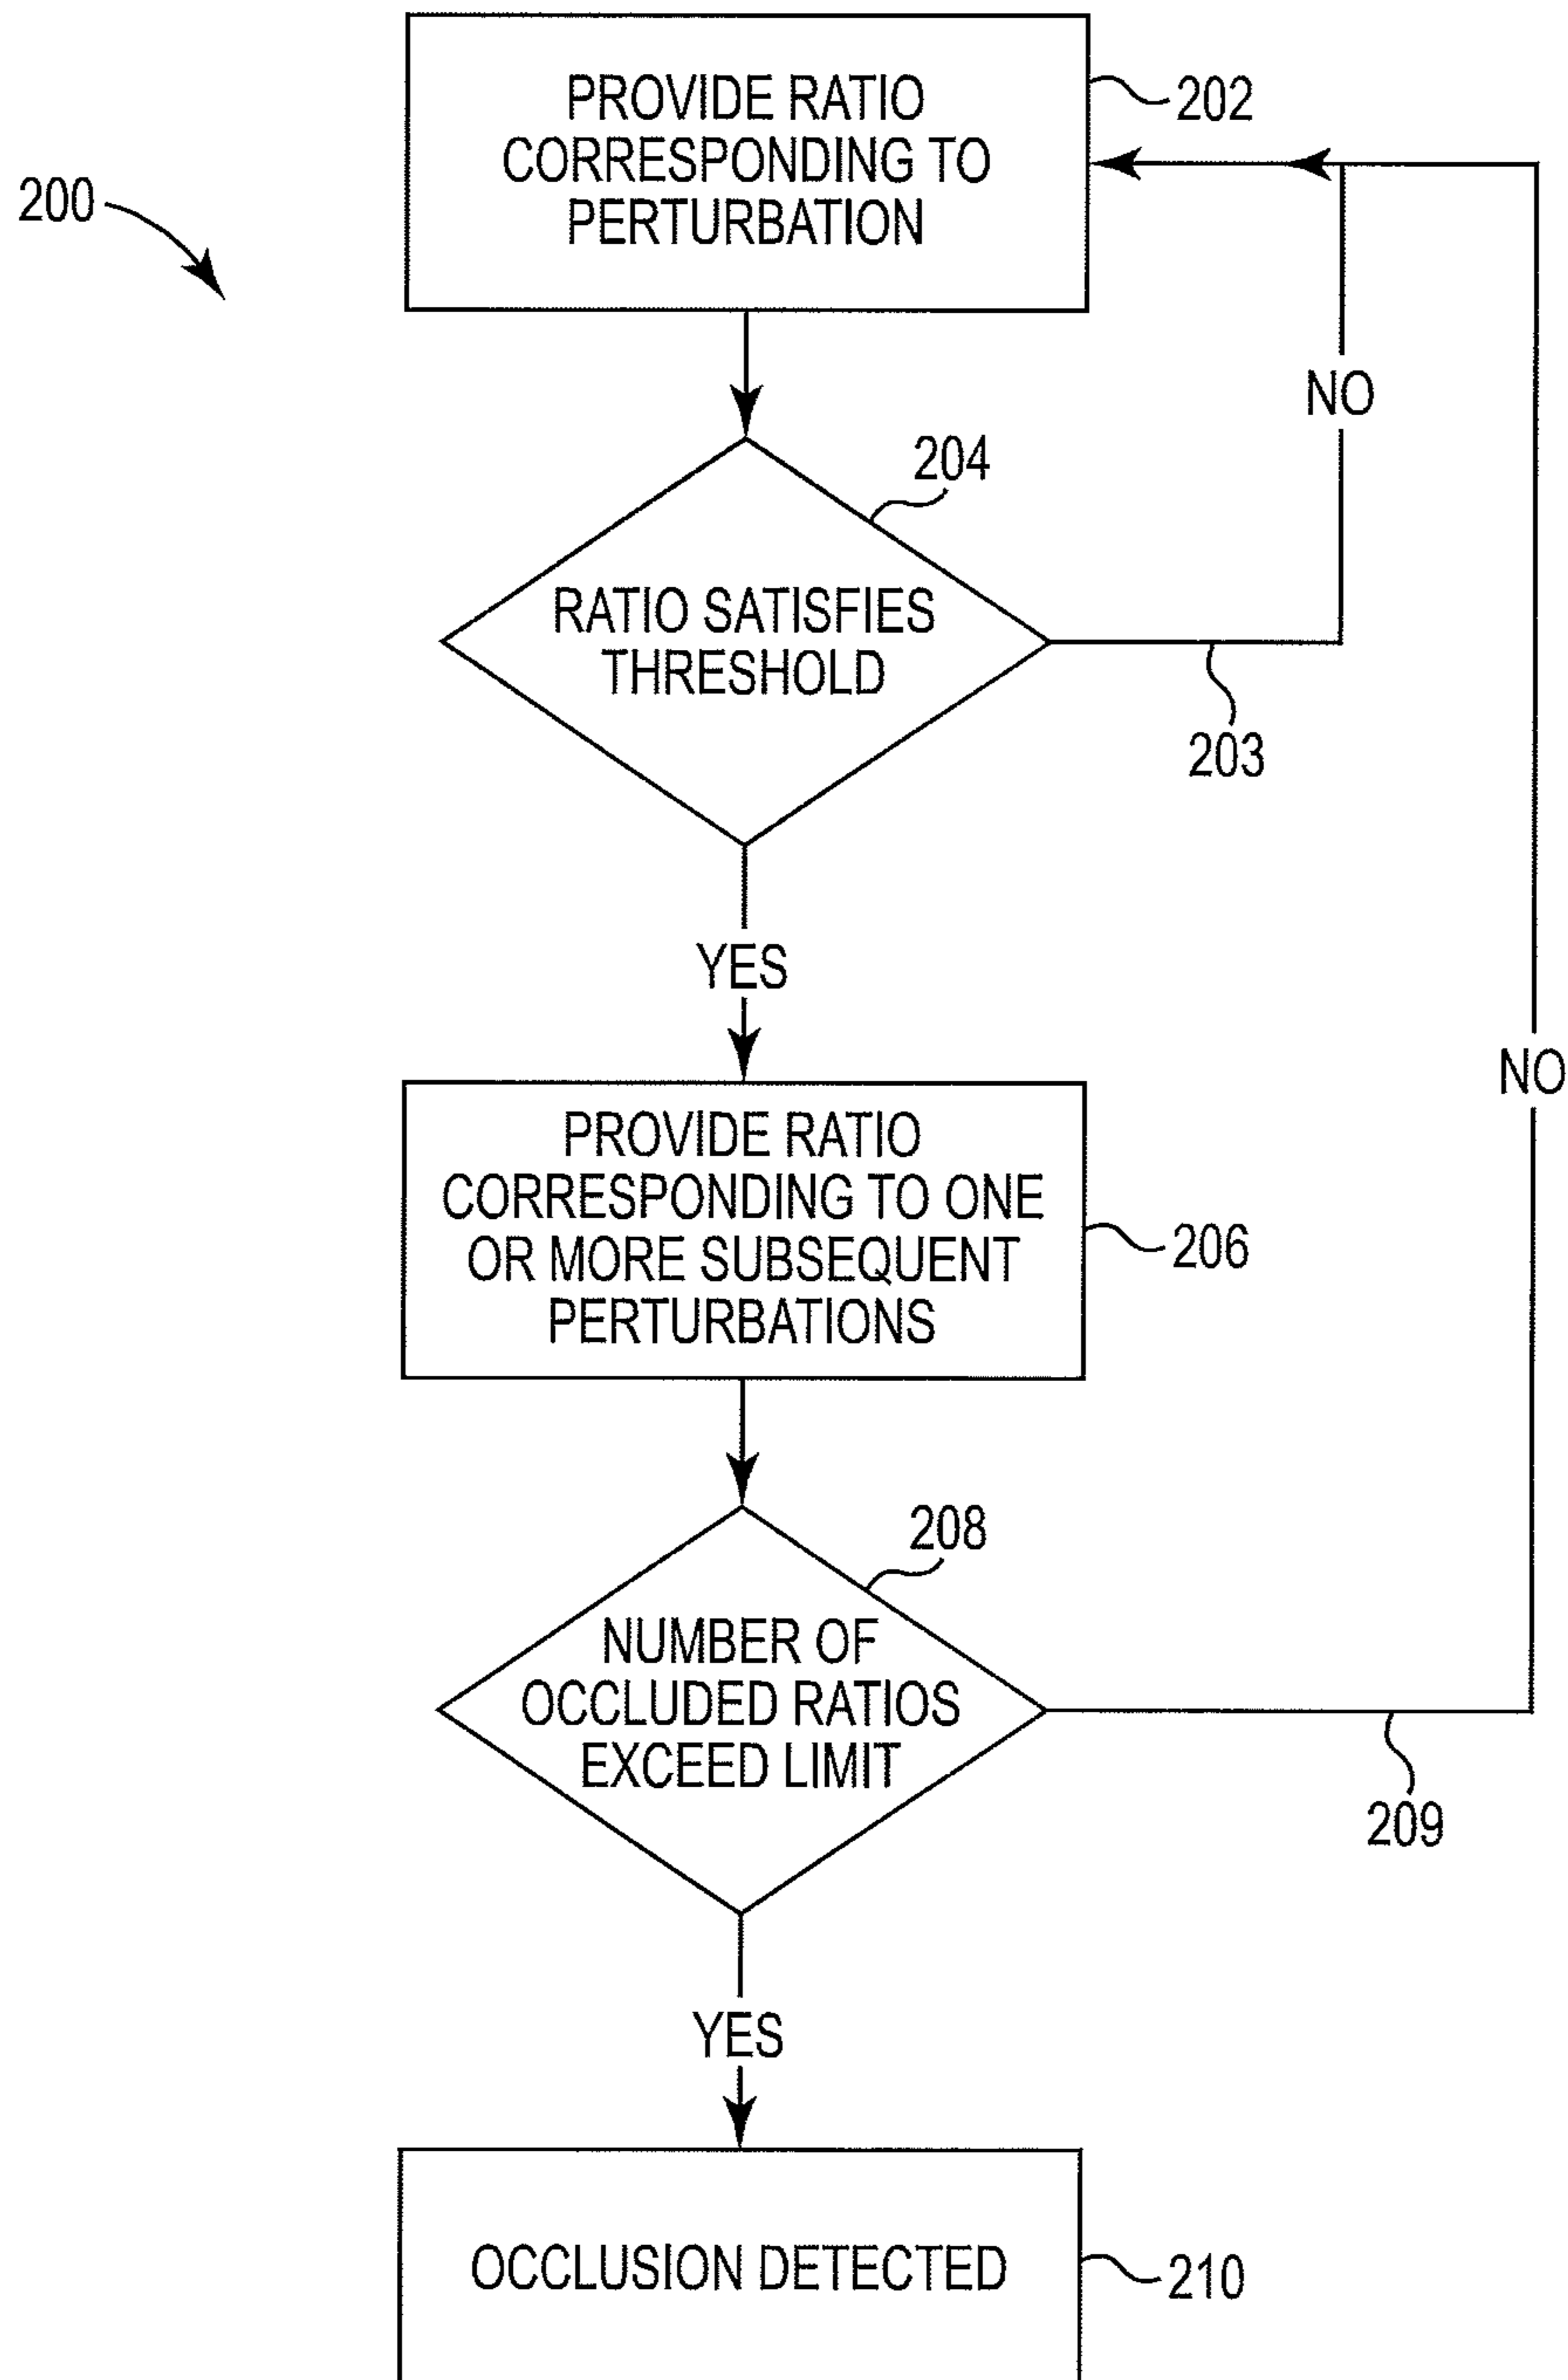 200
PROVIDE RATIO
CORRESPONDING TO
PERTURBATION
202
NO
204
RATIO SATISFIES
THRESHOLD
203
YES
PROVIDE RATIO
CORRESPONDING TO ONE
OR MORE SUBSEQUENT
PERTURBATIONS
206
NO
208
NUMBER OF
OCCLUDED RATIOS
EXCEED LIMIT
209
YES
OCCLUSION DETECTED
210